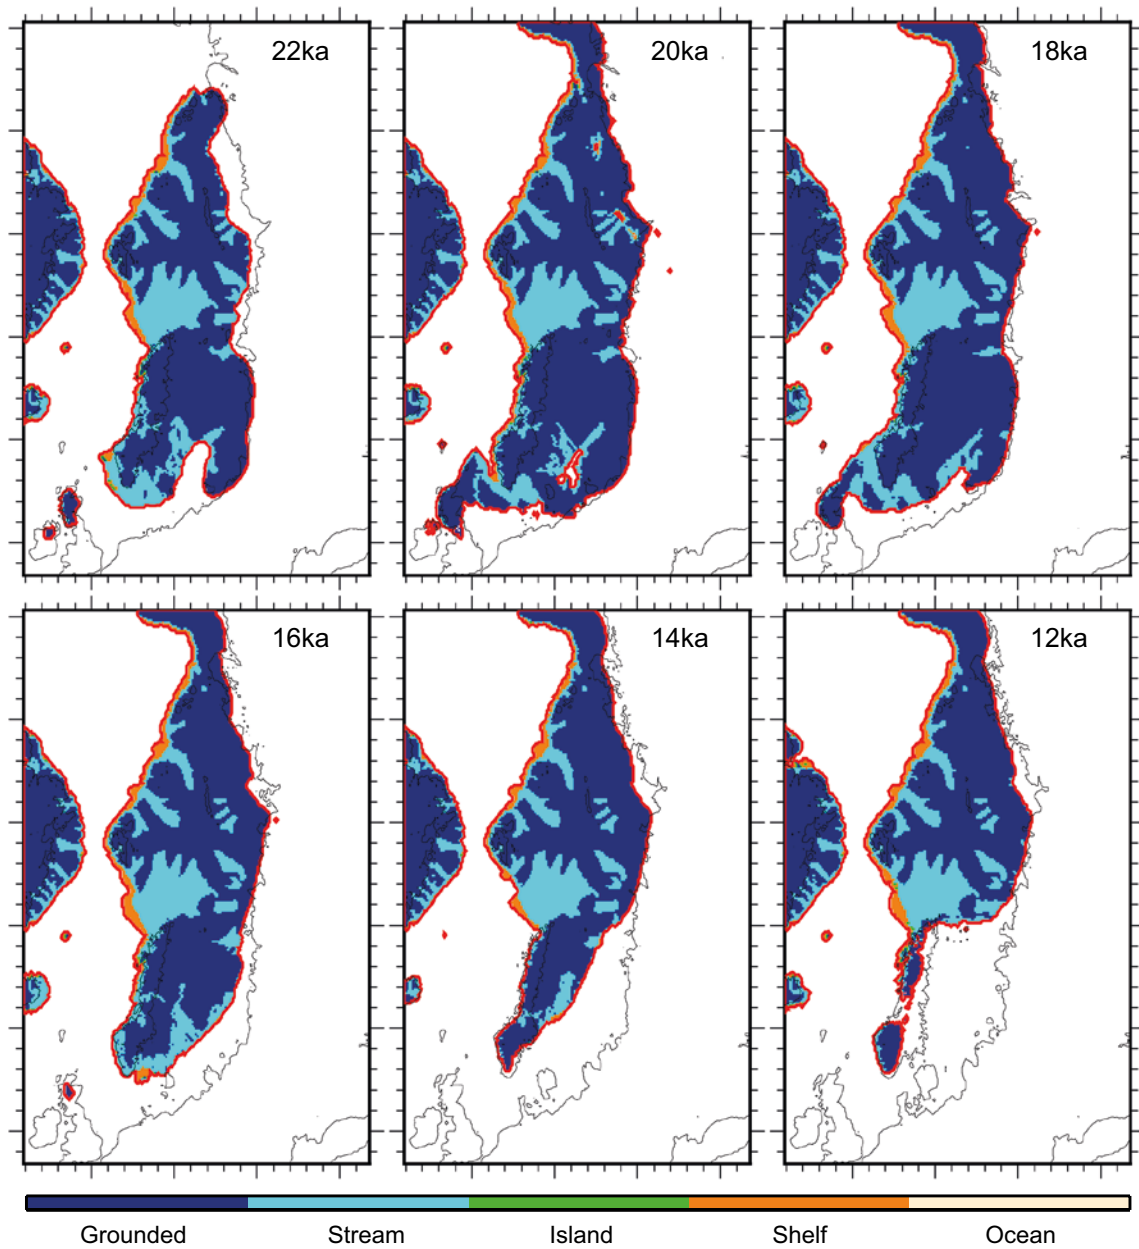 22ka
20ka
18ka
16ka
14ka
12ka
Grounded
Stream
Island
Shelf
Ocean